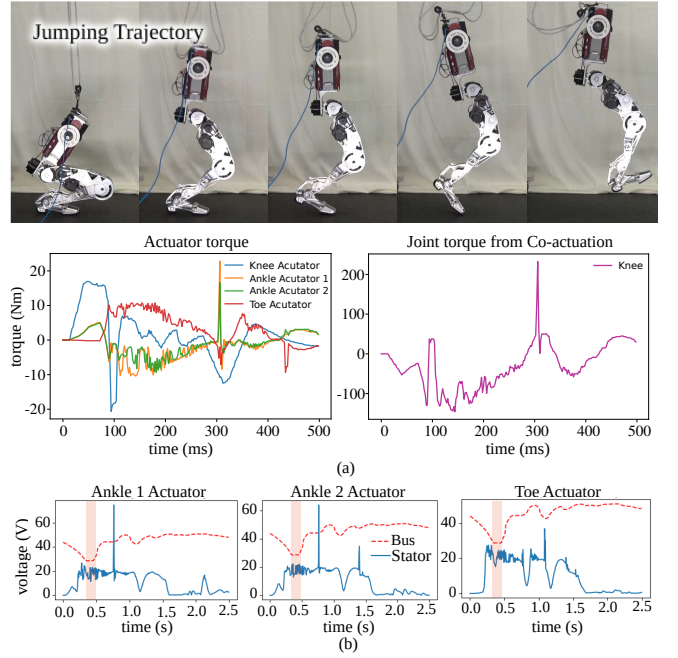 Jumping Trajectory
Actuator torque
Joint torque from Co-actuation
torque (Nm)
20
10
0
-10
-20
Knee Acutator
Ankle Acutator 1
Ankle Acutator 2
Toe Acutator
0 100 200 300 400 500
time (ms)
200
100
0
-100
Knee
0 100 200 300 400 500
time (ms)
(a)
Ankle 1 Actuator
Ankle 2 Actuator
Toe Actuator
voltage (V)
60
40
20
0
0.0 0.5 1.0 1.5 2.0 2.5
time (s)
60
40
20
0
Bus
Stator
0.0 0.5 1.0 1.5 2.0 2.5
time (s)
40
20
0
0.0 0.5 1.0 1.5 2.0 2.5
time (s)
(b)